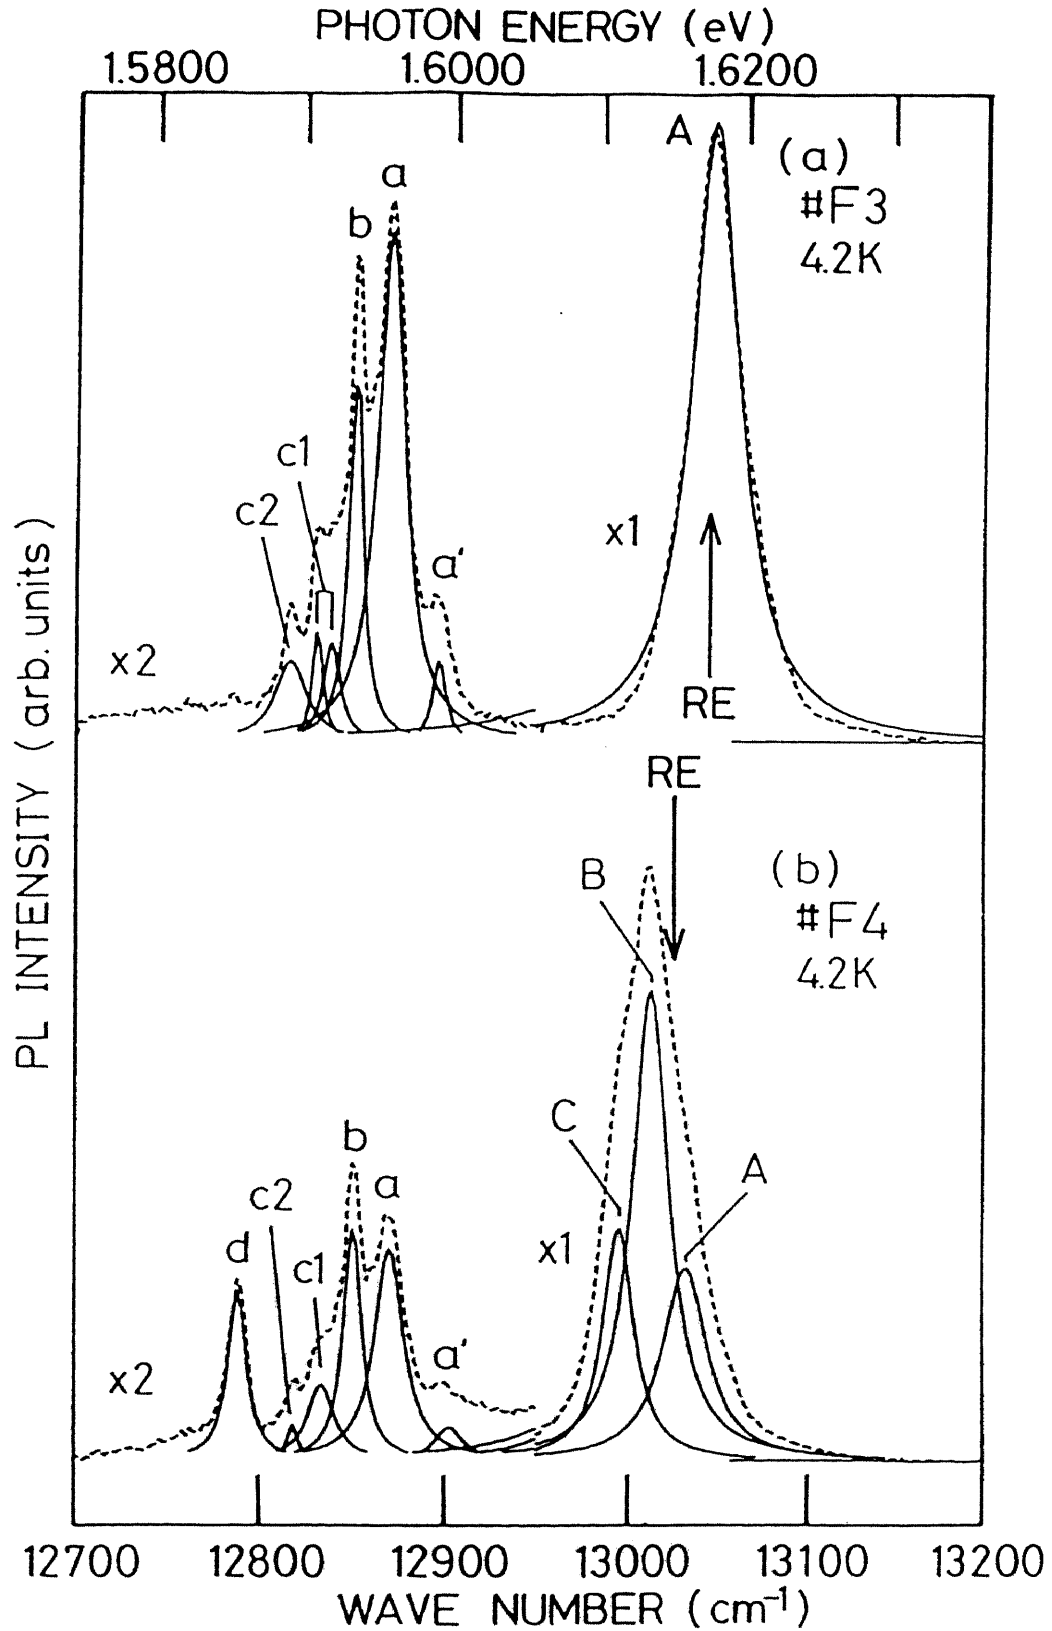 PHOTON ENERGY (eV)
1.5800 1.6000 1.6200
A
(a)
#F3
4.2K
a
b
c1
c2
a'
x1
x2
RE
RE
B
(b)
#F4
4.2K
C
b
A
a
c2
d
c1
x1
a'
x2
PL INTENSITY (arb. units)
12700 12800 12900 13000 13100 13200
WAVE NUMBER (cm⁻¹)